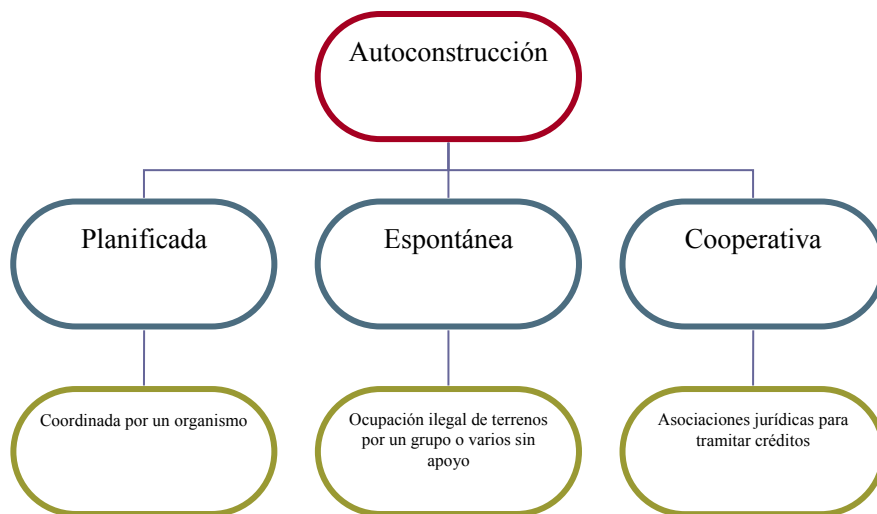 Autoconstrucción
Planificada
Espontánea
Cooperativa
Coordinada por un organismo
Ocupación ilegal de terrenos
por un grupo o varios sin
apoyo
Asociaciones jurídicas para
tramitar créditos